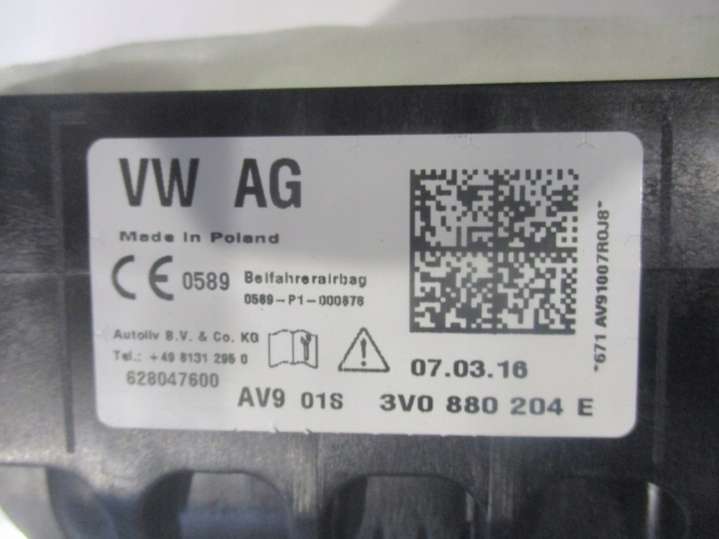 VW AG
Made in Poland
CE 0589 Beifahrerairbag
0589-P1-000878
Autoliv B.V. & Co. KG
Tel.: +49 8131 295 0
628047600
07.03.16
AV9 01S 3V0 880 204 E
*671 AV91007R0J8*